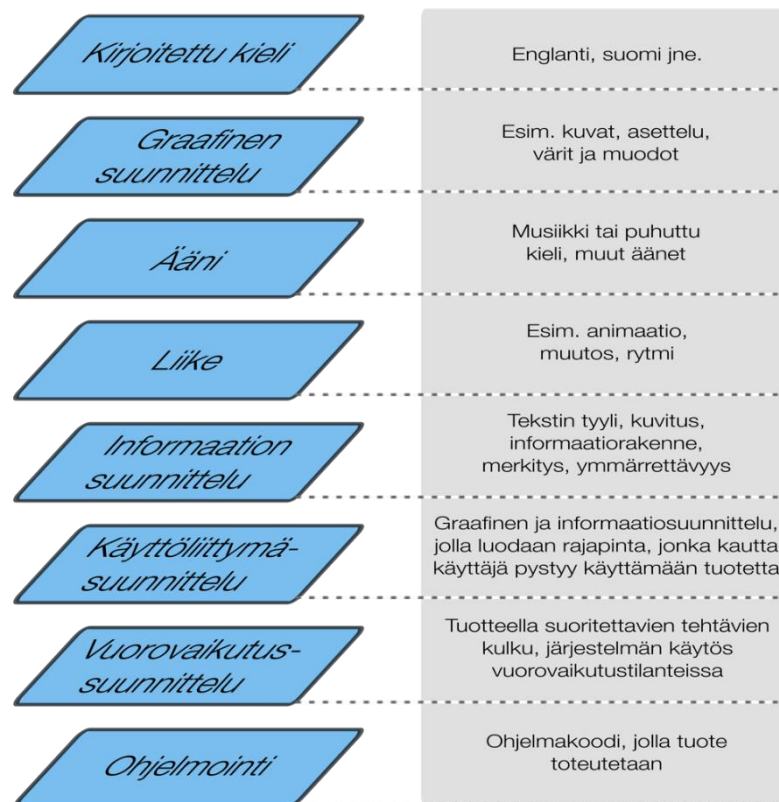 Kirjoitettu kieli
Englanti, suomi jne.
Graafinen
suunnittelu
Esim. kuvat, asettelu,
värit ja muodot
Ääni
Musiikki tai puhuttu
kieli, muut äänet
Liike
Esim. animaatio,
muutos, rytmi
Informaation
suunnittelu
Tekstin tyyli, kuvitus,
informaatiorakenne,
merkitys, ymmärrettävyys
Käyttöliittymä-
suunnittelu
Graafinen ja informaatiosuunnittelu,
jolla luodaan rajapinta, jonka kautta
käyttäjä pystyy käyttämään tuotetta
Vuorovaikutus-
suunnittelu
Tuotteella suoritettavien tehtävien
kulku, järjestelmän käytös
vuorovaikutustilanteissa
Ohjelmointi
Ohjelmakoodi, jolla tuote
toteutetaan